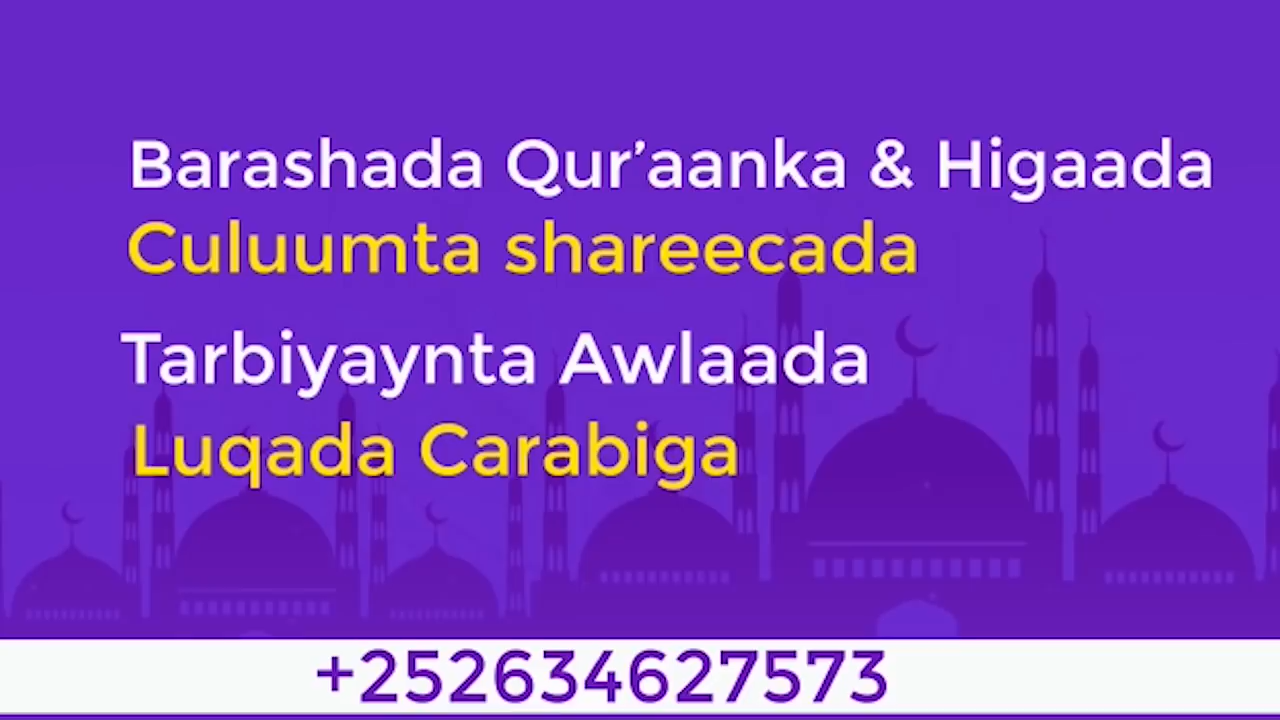 Barashada Qur’aanka & Higaada
Culuumta shareecada
Tarbiyaynta Awlaada
Luqada Carabiga
+252634627573